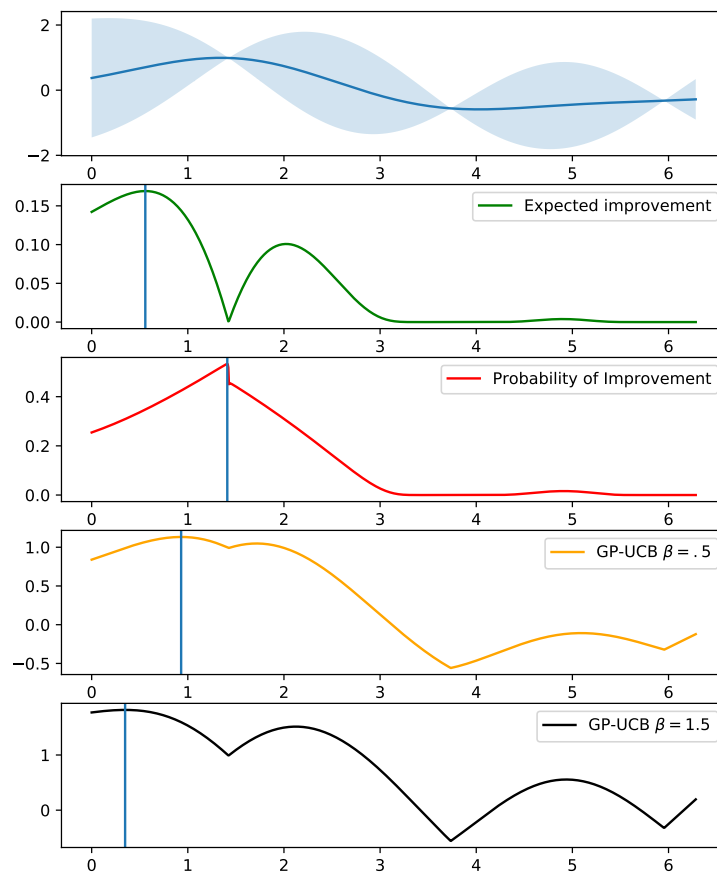 2
0
−2
0 1 2 3 4 5 6
0.15
0.10
0.05
0.00
Expected improvement
0 1 2 3 4 5 6
0.4
0.2
0.0
Probability of Improvement
0 1 2 3 4 5 6
1.0
0.5
0.0
−0.5
GP-UCB β = .5
0 1 2 3 4 5 6
1
0
GP-UCB β = 1.5
0 1 2 3 4 5 6